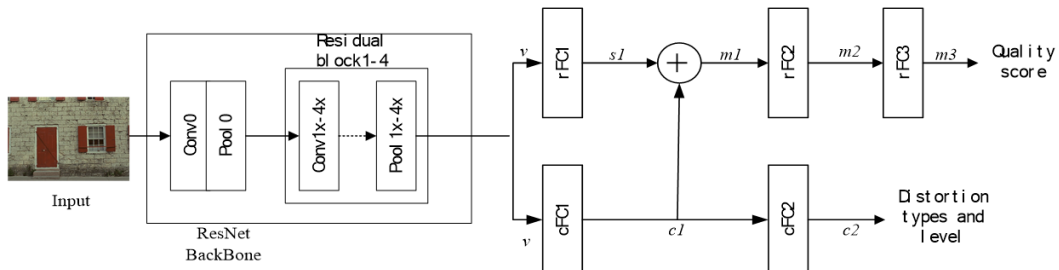 Input
Conv0
Pool 0
Residual
block1-4
Conv1x-4x
Pool 1x-4x
ResNet
BackBone
v
rFC1
s1
+
m1
rFC2
m2
rFC3
m3
Quality
score
v
cFC1
c1
cFC2
c2
Distortion
types and
level